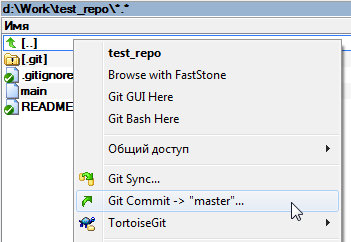 d:\Work\test_repo\*.*
Имя
[..]
[.git]
.gitignore
main
README
test_repo
Browse with FastStone
Git GUI Here
Git Bash Here
Общий доступ
Git Sync...
Git Commit -> "master"...
TortoiseGit